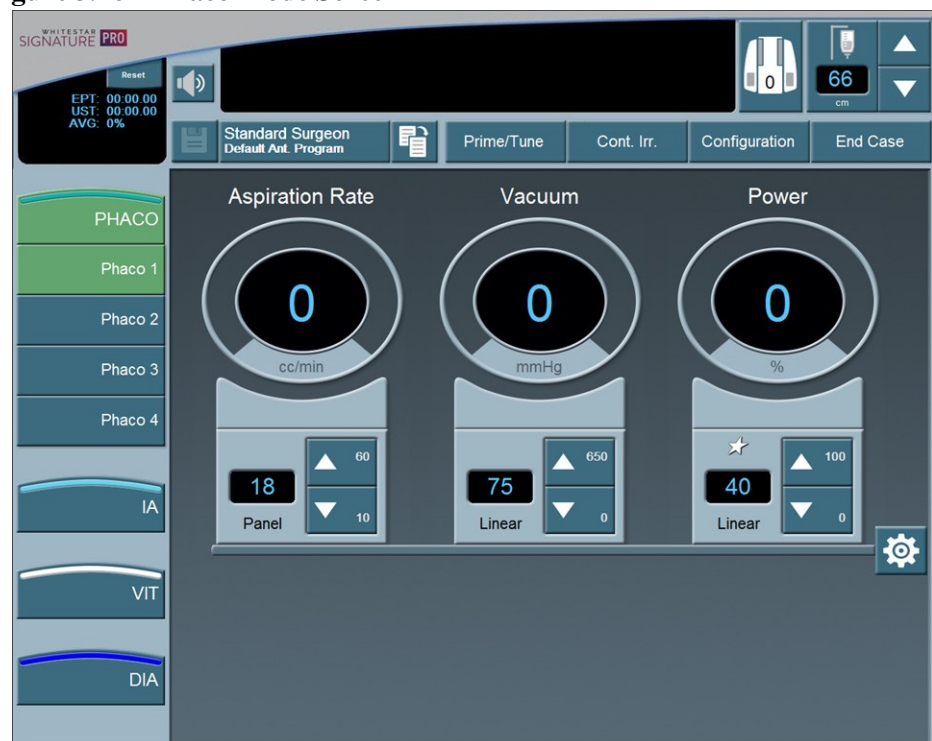 WHITESTAR
SIGNATURE PRO
Reset
EPT: 00:00.00
UST: 00:00.00
AVG: 0%
0
66
cm
Standard Surgeon
Default Ant. Program
Prime/Tune
Cont. Irr.
Configuration
End Case
PHACO
Phaco 1
Phaco 2
Phaco 3
Phaco 4
IA
VIT
DIA
Aspiration Rate
0
cc/min
60
18
Panel
10
Vacuum
0
mmHg
650
75
Linear
0
Power
0
%
100
40
Linear
0